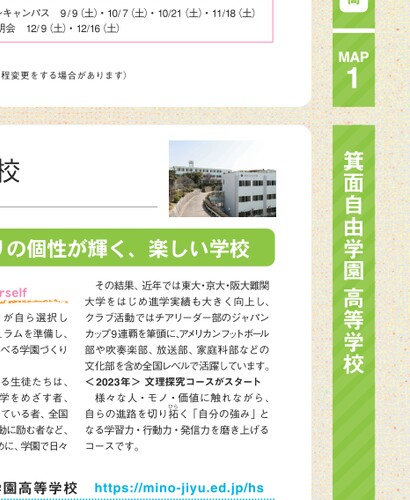 ンキャンパス 9/9（土）・10/7（土）・10/21（土）・11/18（土）
明会 12/9（土）・12/16（土）
程変更をする場合があります）
MAP
1
校
リの個性が輝く、楽しい学校
箕面自由学園 高等学校
rself
が自ら選択し
ュラムを準備し、
べる学園づくり
る生徒たちは、
学をめざす者、
ている者、全国
動に励む者など、
めに、学園で日々
その結果、近年では東大・京大・阪大難関
大学をはじめ進学実績も大きく向上し、
クラブ活動ではチアリーダー部のジャパン
カップ9連覇を筆頭に、アメリカンフットボール
部や吹奏楽部、放送部、家庭科部などの
文化部を含め全国レベルで活躍しています。
＜2023年＞ 文理探究コースがスタート
様々な人・モノ・価値に触れながら、
自らの進路を切り拓く「自分の強み」と
なる学習力・行動力・発信力を磨き上げる
コースです。
学園高等学校 https://mino-jiyu.ed.jp/hs